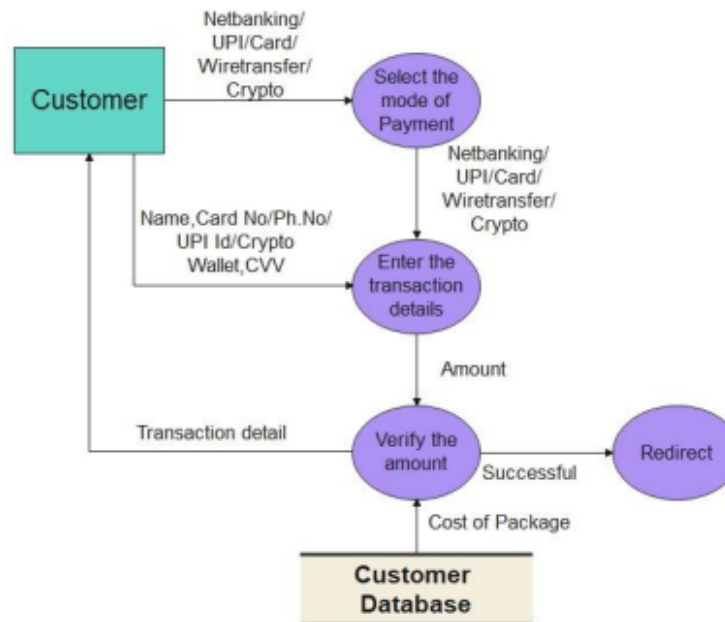 Netbanking/
UPI/Card/
Wiretransfer/
Crypto
Customer
Select the
mode of
Payment
Netbanking/
UPI/Card/
Wiretransfer/
Crypto
Name,Card No/Ph.No/
UPI Id/Crypto
Wallet,CVV
Enter the
transaction
details
Amount
Transaction detail
Verify the
amount
Successful
Redirect
Cost of Package
Customer
Database